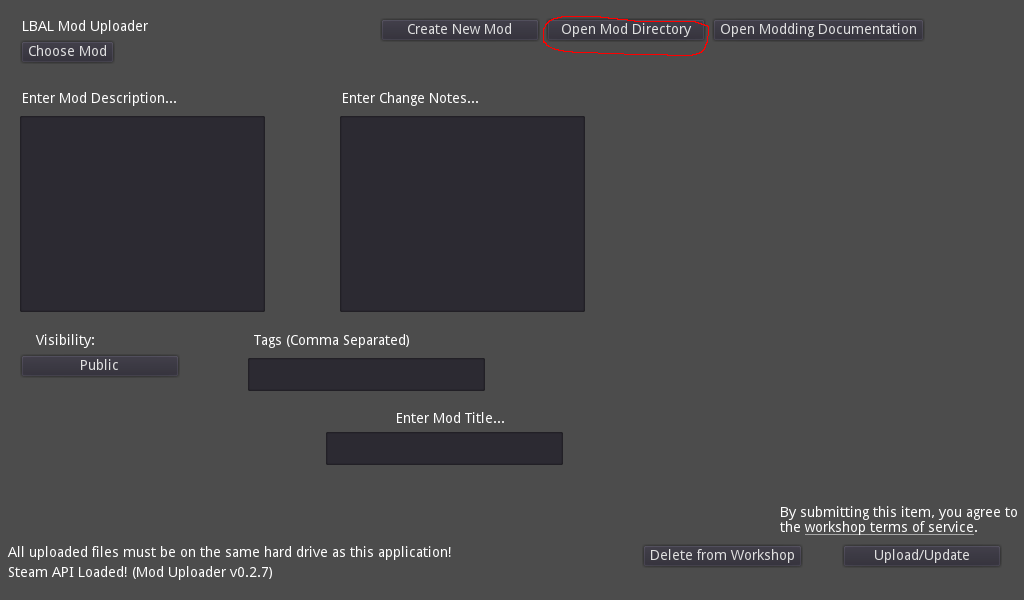 LBAL Mod Uploader
Create New Mod
Open Mod Directory
Open Modding Documentation
Choose Mod
Enter Mod Description...
Enter Change Notes...
Visibility:
Tags (Comma Separated)
Public
Enter Mod Title...
By submitting this item, you agree to
the workshop terms of service.
All uploaded files must be on the same hard drive as this application!
Delete from Workshop
Upload/Update
Steam API Loaded! (Mod Uploader v0.2.7)